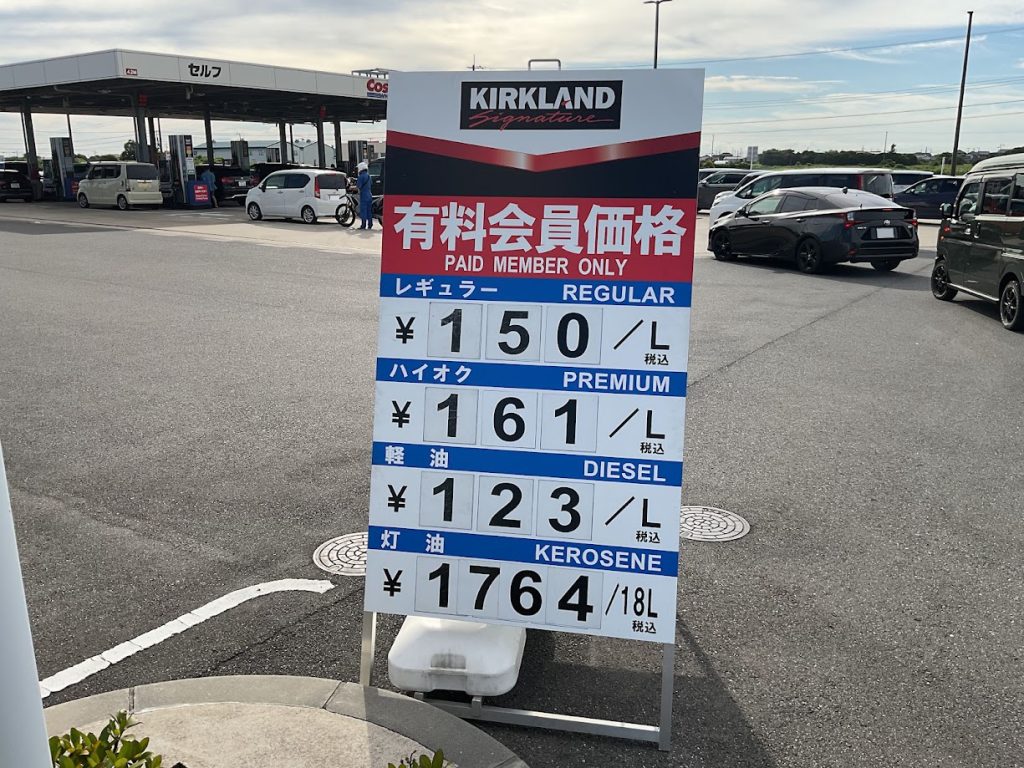 セルフ
KIRKLAND
Signature
有料会員価格
PAID MEMBER ONLY
レギュラー REGULAR
¥ 150 /L
税込
ハイオク PREMIUM
¥ 161 /L
税込
軽油 DIESEL
¥ 123 /L
税込
灯油 KEROSENE
¥ 1764 /18L
税込